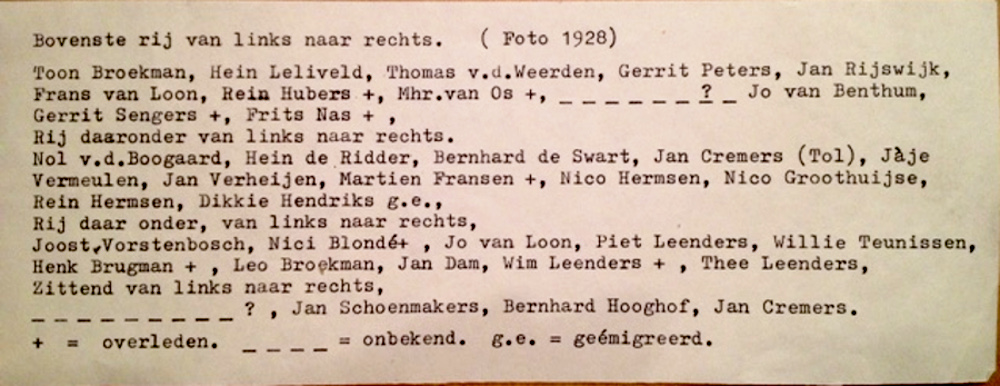 Bovenste rij van links naar rechts. ( Foto 1928)
Toon Broekman, Hein Leliveld, Thomas v.d.Weerden, Gerrit Peters, Jan Rijswijk,
Frans van Loon, Rein Hubers +, Mhr.van Os +, _ _ _ _ _ _ _ ? _ Jo van Benthum,
Gerrit Sengers +, Frits Nas + ,
Rij daaronder van links naar rechts.
Nol v.d.Boogaard, Hein de Ridder, Bernhard de Swart, Jan Cremers (Tol), Jàje
Vermeulen, Jan Verheijen, Martien Fransen +, Nico Hermsen, Nico Groothuijse,
Rein Hermsen, Dikkie Hendriks g.e.,
Rij daar onder, van links naar rechts,
Joost Vorstenbosch, Nici Blondé+ , Jo van Loon, Piet Leenders, Willie Teunissen,
Henk Brugman + , Leo Broekman, Jan Dam, Wim Leenders + , Thee Leenders,
Zittend van links naar rechts,
_ _ _ _ _ _ _ _ _ _ ? , Jan Schoenmakers, Bernhard Hooghof, Jan Cremers.
+ = overleden. _ _ _ _ = onbekend. g.e. = geémigreerd.